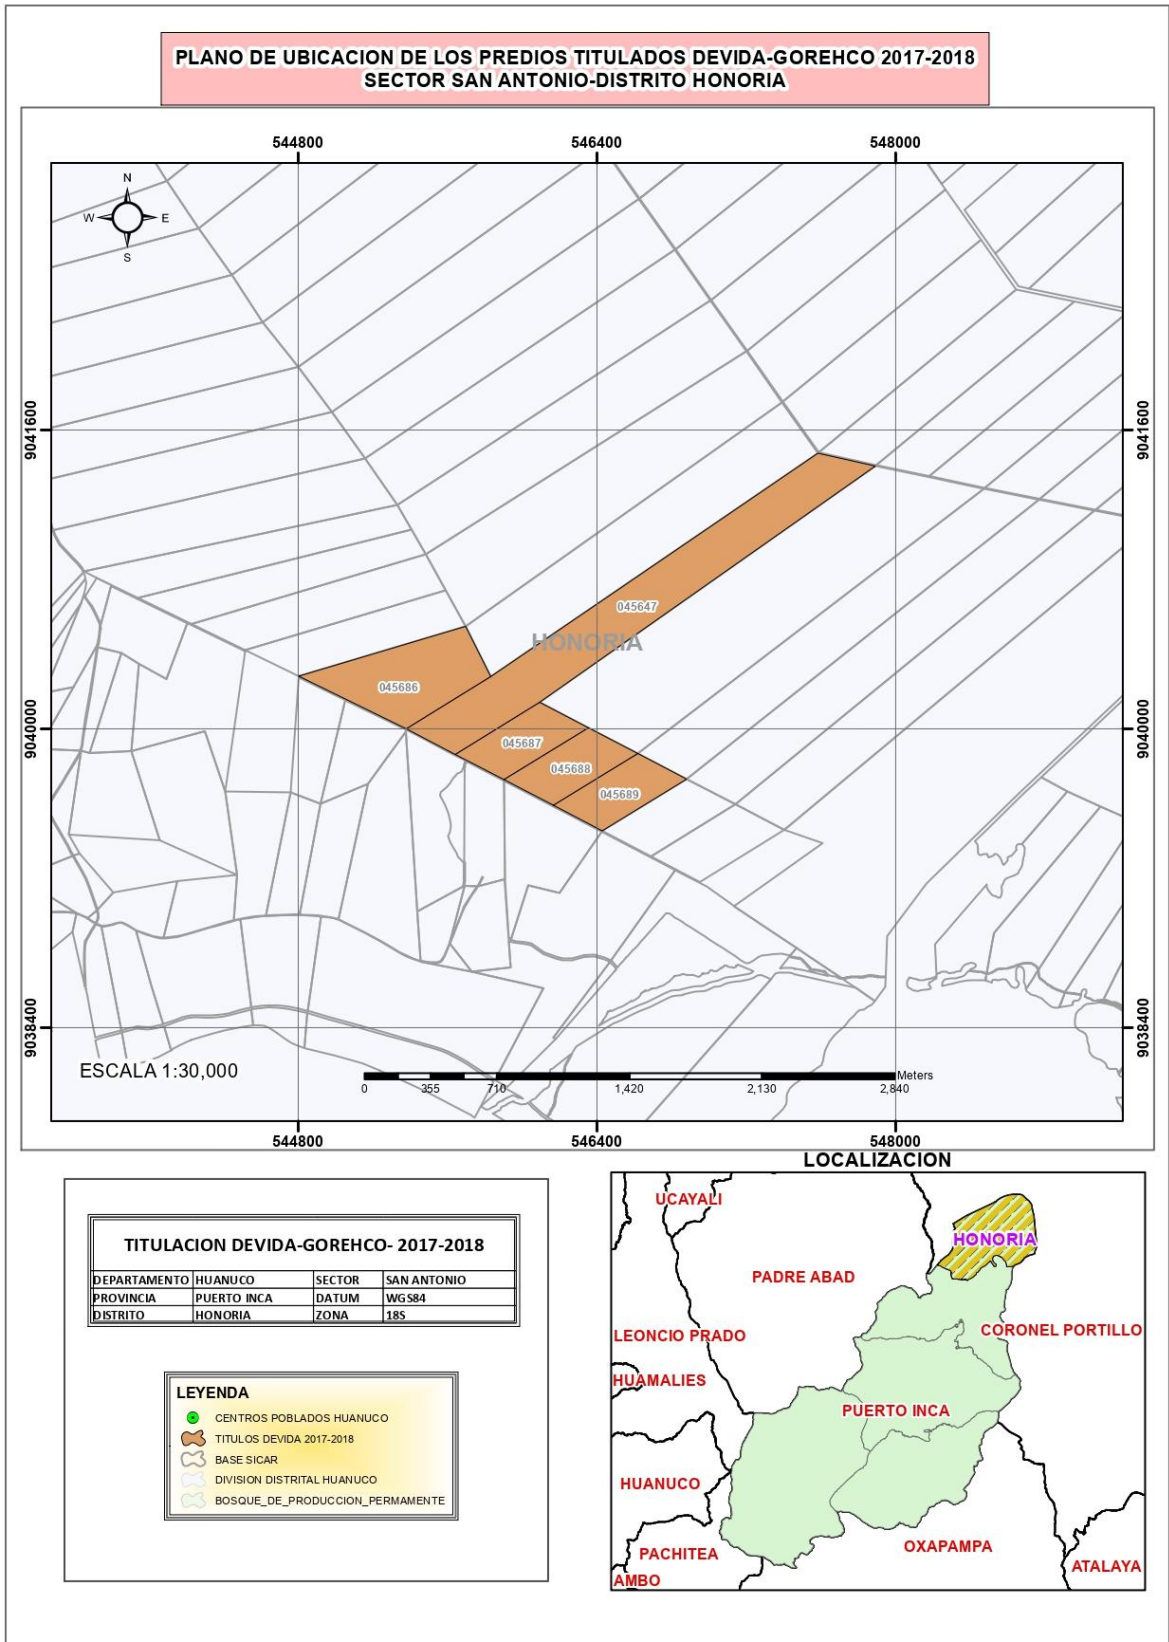 PLANO DE UBICACION DE LOS PREDIOS TITULADOS DEVIDA-GOREHCO 2017-2018
SECTOR SAN ANTONIO-DISTRITO HONORIA
544800 546400 548000
N
W E
S
9041600 9041600
045647
HONORIA
045686
9040000 9040000
045687
045688
045689
9038400 9038400
ESCALA 1:30,000
Meters
0 355 710 1,420 2,130 2,840
544800 546400 548000
LOCALIZACION
TITULACION DEVIDA-GOREHCO- 2017-2018
DEPARTAMENTO HUANUCO SECTOR SAN ANTONIO
PROVINCIA PUERTO INCA DATUM WGS84
DISTRITO HONORIA ZONA 18S
LEYENDA
CENTROS POBLADOS HUANUCO
TITULOS DEVIDA 2017-2018
BASE SICAR
DIVISION DISTRITAL HUANUCO
BOSQUE_DE_PRODUCCION_PERMAMENTE
UCAYALI
HONORIA
PADRE ABAD
CORONEL PORTILLO
LEONCIO PRADO
HUAMALIES
PUERTO INCA
HUANUCO
OXAPAMPA
PACHITEA
ATALAYA
AMBO